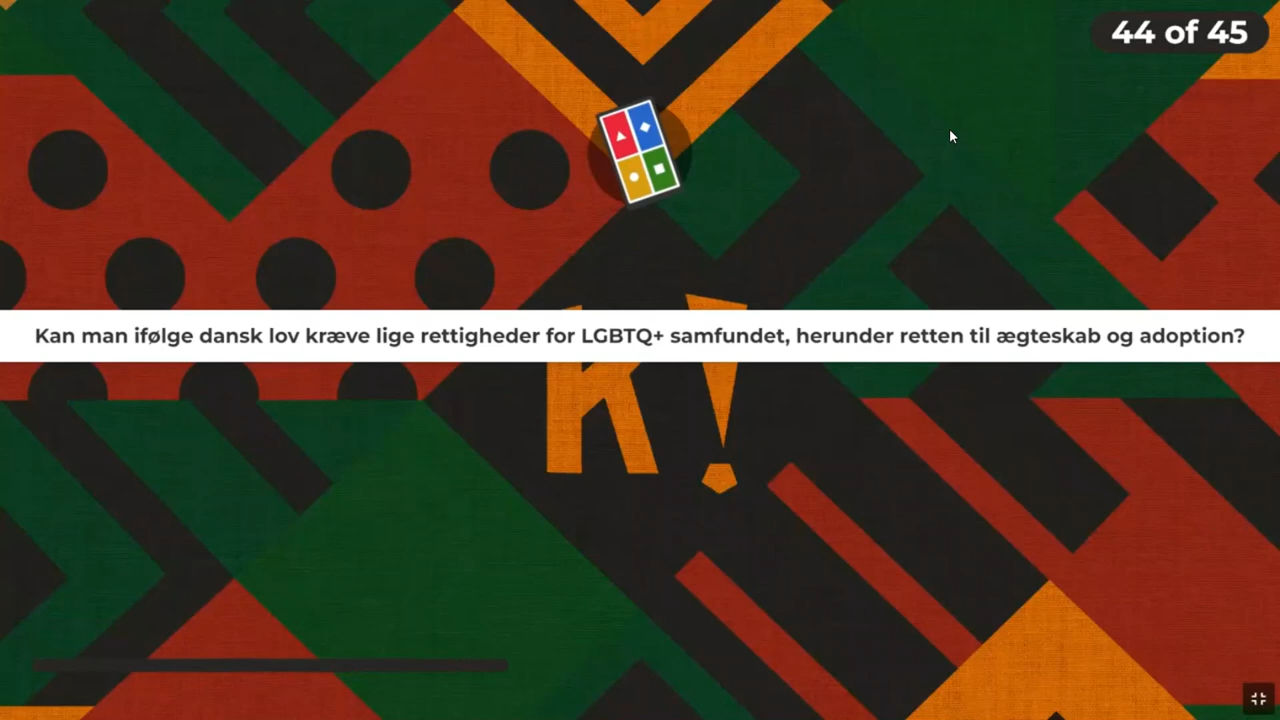 44 of 45
Kan man ifølge dansk lov kræve lige rettigheder for LGBTQ+ samfundet, herunder retten til ægteskab og adoption?
K!